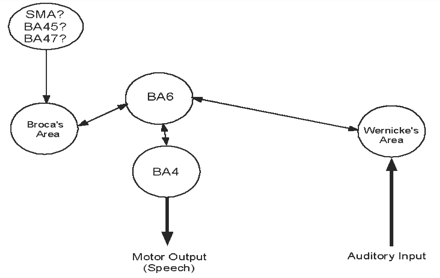 SMA?
BA45?
BA47?
BA6
Broca's
Area
Wernicke's
Area
BA4
Motor Output
(Speech)
Auditory Input